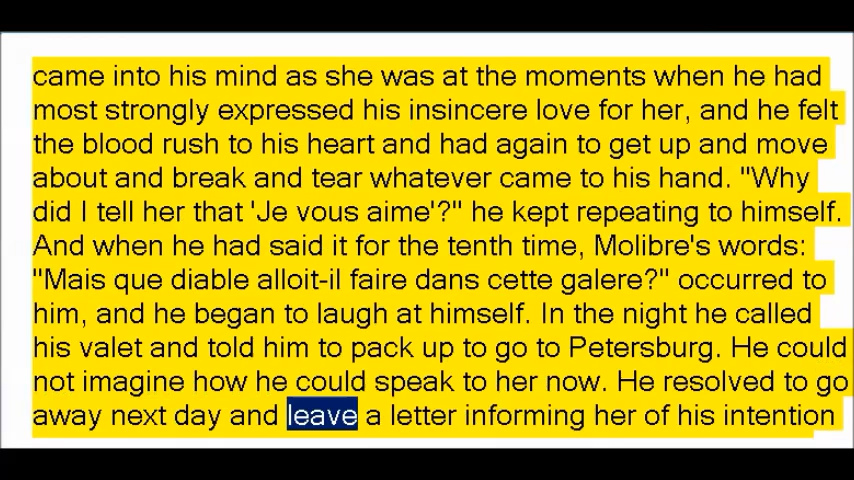 came into his mind as she was at the moments when he had
most strongly expressed his insincere love for her, and he felt
the blood rush to his heart and had again to get up and move
about and break and tear whatever came to his hand. "Why
did I tell her that 'Je vous aime'?" he kept repeating to himself.
And when he had said it for the tenth time, Molibre's words:
"Mais que diable alloit-il faire dans cette galere?" occurred to
him, and he began to laugh at himself. In the night he called
his valet and told him to pack up to go to Petersburg. He could
not imagine how he could speak to her now. He resolved to go
away next day and leave a letter informing her of his intention